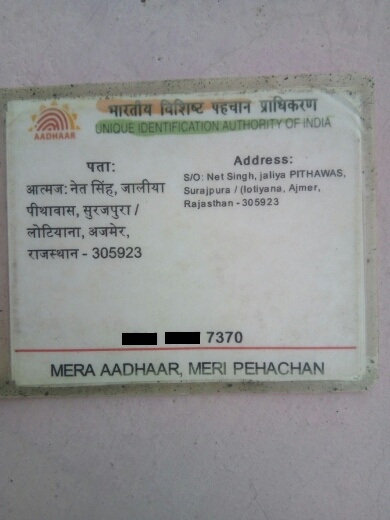 AADHAAR
भारतीय विशिष्ट पहचान प्राधिकरण
UNIQUE IDENTIFICATION AUTHORITY OF INDIA
पता:
आत्मज: नेत सिंह, जालीया
पीथावास, सुरजपुरा /
लोटियाना, अजमेर,
राजस्थान - 305923
Address:
S/O: Net Singh, jaliya PITHAWAS,
Surajpura / (lotiyana, Ajmer,
Rajasthan - 305923
7370
MERA AADHAAR, MERI PEHACHAN